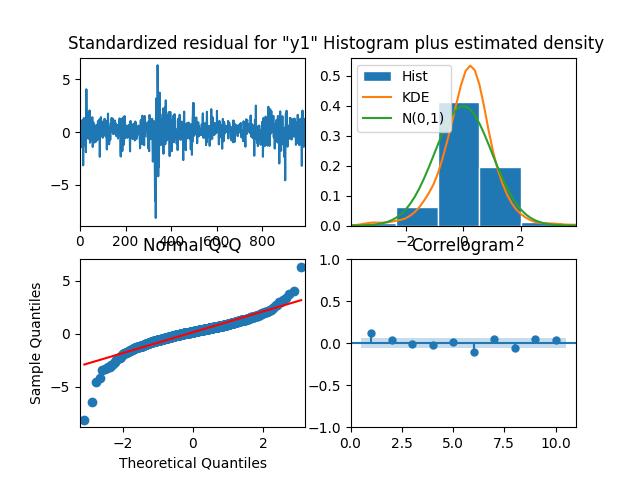 Standardized residual for "y1"
5
0
−5
0 200 400 600 800
Histogram plus estimated density
0.5
0.4
0.3
0.2
0.1
0.0
−2 0 2
Hist
KDE
N(0,1)
Normal Q-Q
Sample Quantiles
5
0
−5
−2 0 2
Theoretical Quantiles
Correlogram
1.0
0.5
0.0
−0.5
−1.0
0.0 2.5 5.0 7.5 10.0